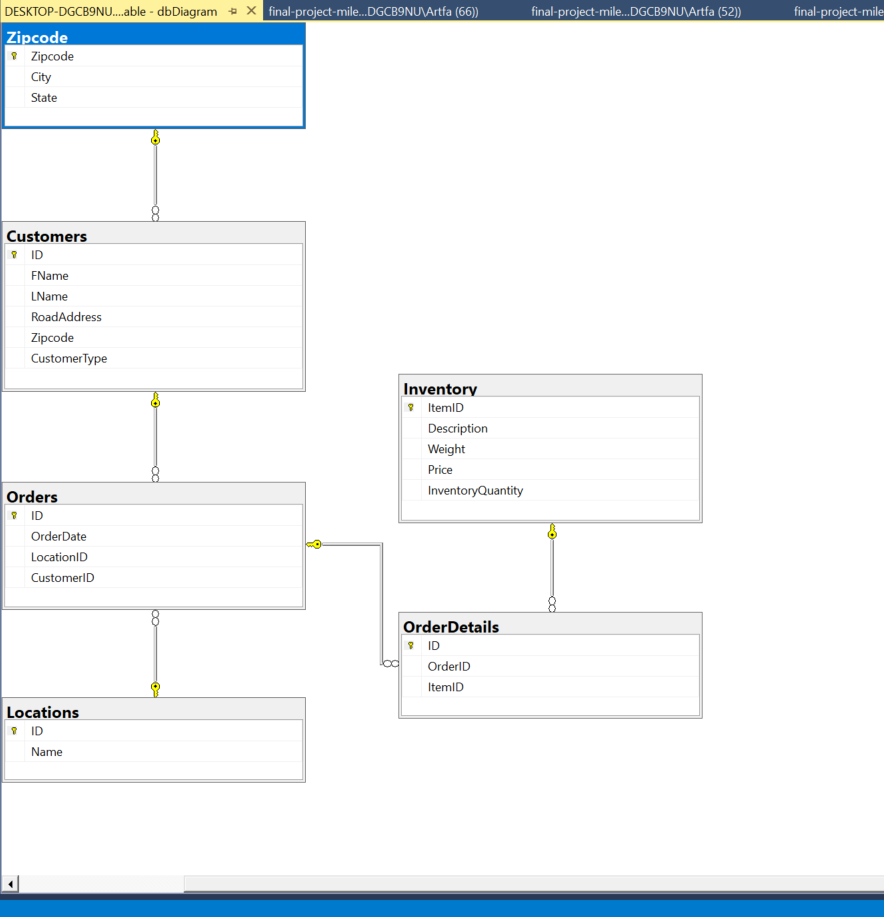 DESKTOP-DGCB9NU....able - dbDiagram
final-project-mile...DGCB9NU\Artfa (66))
final-project-mile...DGCB9NU\Artfa (52))
final-project-mile
Zipcode
Zipcode
City
State
Customers
ID
FName
LName
RoadAddress
Zipcode
CustomerType
Inventory
ItemID
Description
Weight
Price
InventoryQuantity
Orders
ID
OrderDate
LocationID
CustomerID
OrderDetails
ID
OrderID
ItemID
Locations
ID
Name